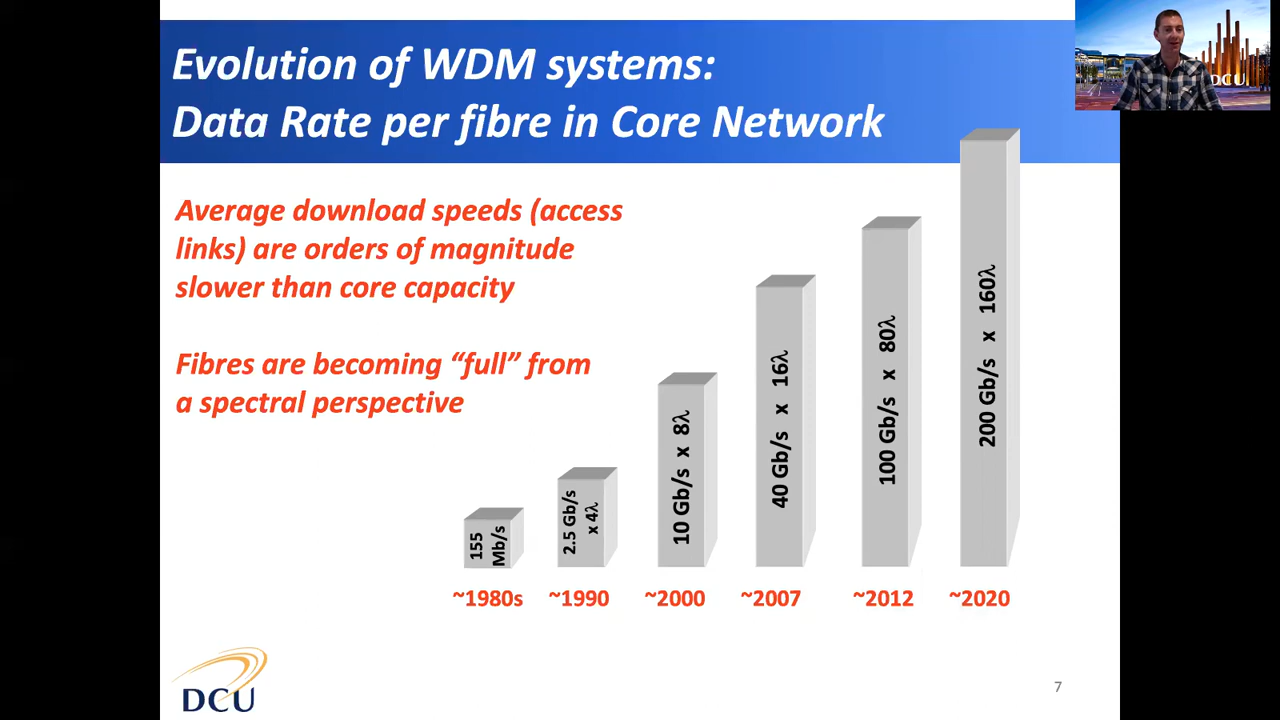 Evolution of WDM systems:
Data Rate per fibre in Core Network
DCU
Average download speeds (access
links) are orders of magnitude
slower than core capacity
Fibres are becoming “full” from
a spectral perspective
155
Mb/s
2.5 Gb/s
x 4λ
10 Gb/s x 8λ
40 Gb/s x 16λ
100 Gb/s x 80λ
200 Gb/s x 160λ
~1980s
~1990
~2000
~2007
~2012
~2020
DCU
7